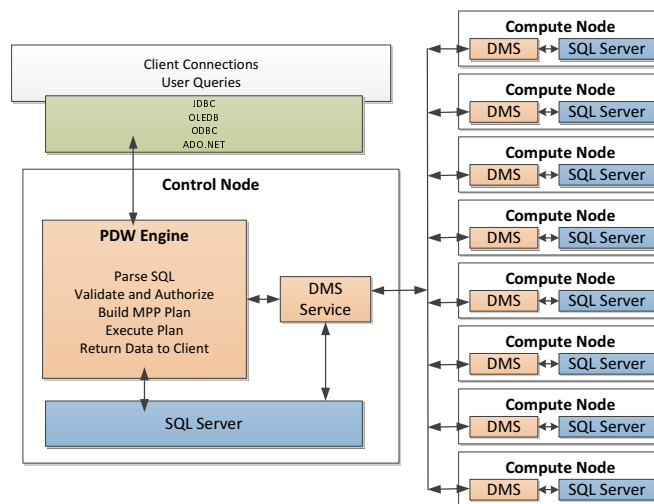 Client Connections
User Queries
JDBC
OLEDB
ODBC
ADO.NET
Control Node
PDW Engine
Parse SQL
Validate and Authorize
Build MPP Plan
Execute Plan
Return Data to Client
DMS
Service
SQL Server
Compute Node
DMS SQL Server
Compute Node
DMS SQL Server
Compute Node
DMS SQL Server
Compute Node
DMS SQL Server
Compute Node
DMS SQL Server
Compute Node
DMS SQL Server
Compute Node
DMS SQL Server
Compute Node
DMS SQL Server